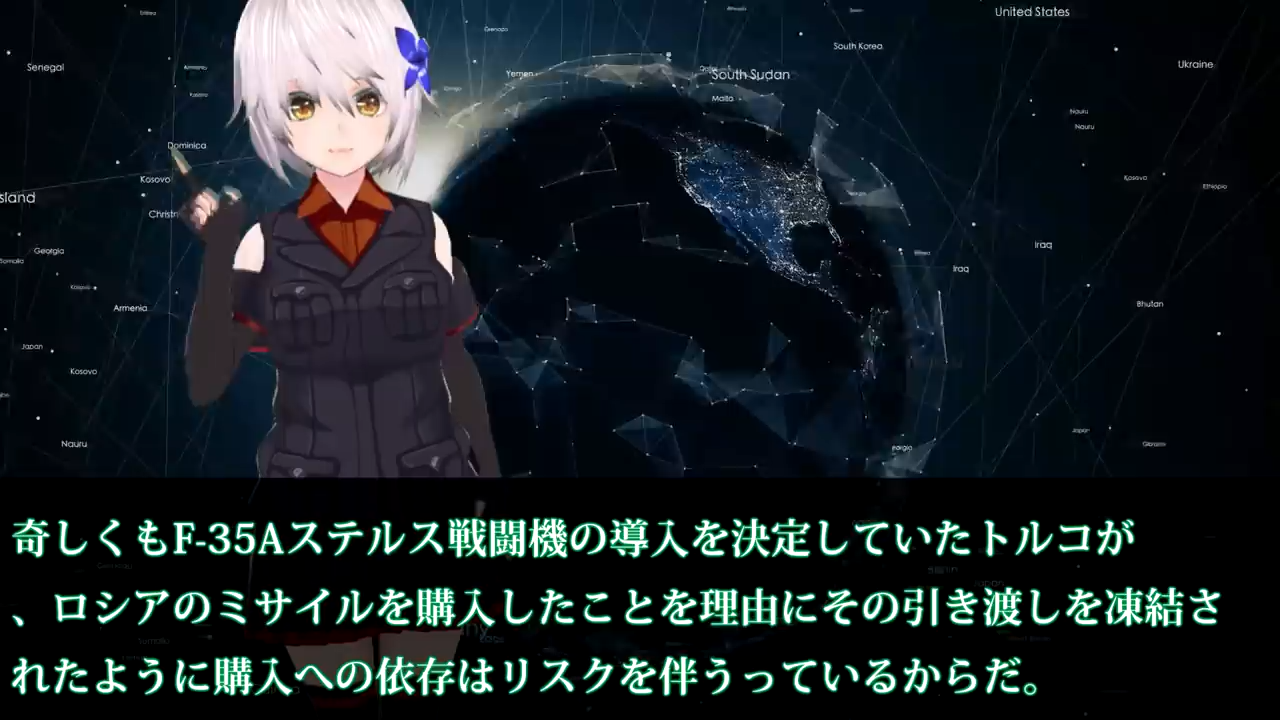 United States
South Korea
Ukraine
Senegal
Yemen
South Sudan
Malta
Nauru
Nauru
Dominica
Kosovo
Kosovo
Ethiopia
sland
Georgia
Iraq
Iraq
Armenia
Bhutan
Japan
Kosovo
Nauru
奇しくもF-35Aステルス戦闘機の導入を決定していたトルコが
、ロシアのミサイルを購入したことを理由にその引き渡しを凍結さ
れたように購入への依存はリスクを伴うっているからだ。